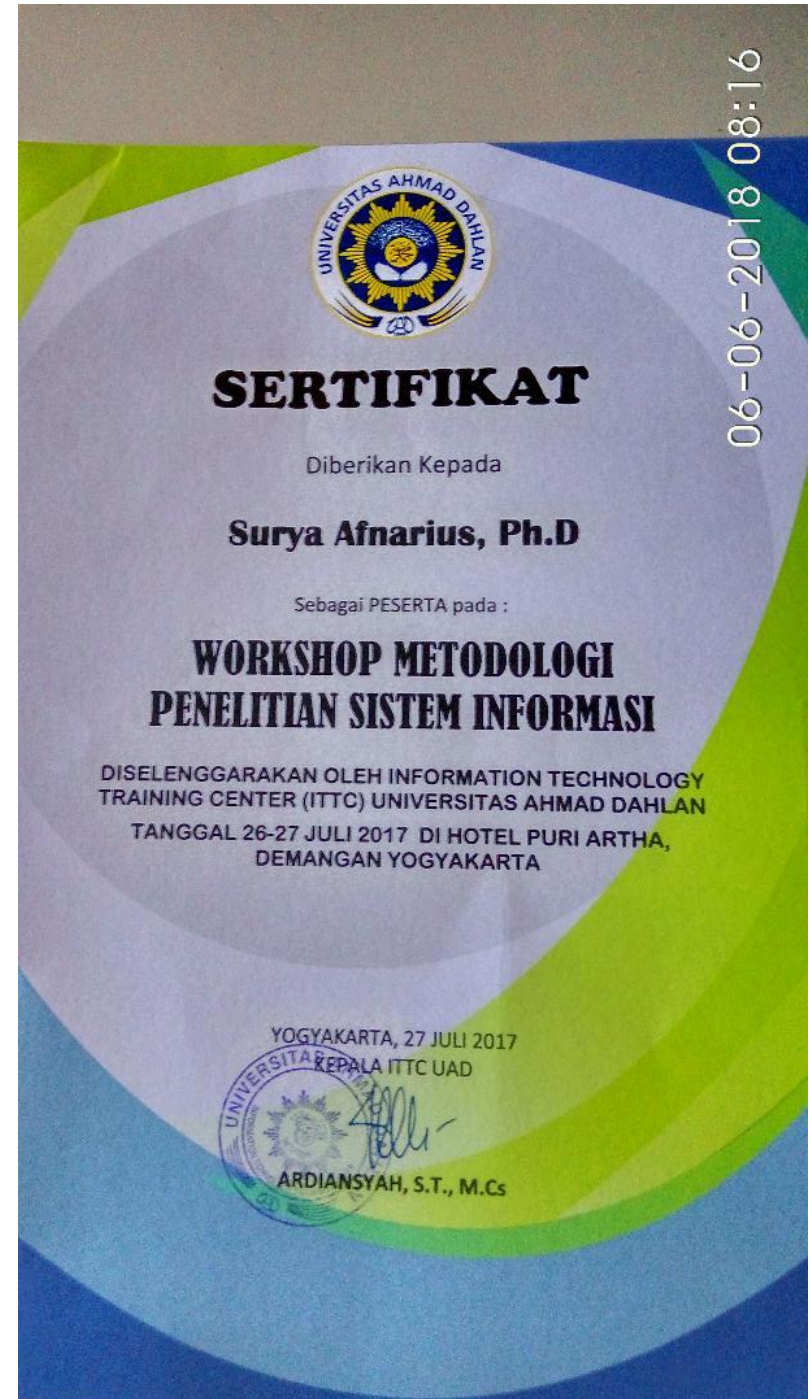 UNIVERSITAS AHMAD DAHLAN
06-06-2018 08:16
SERTIFIKAT
Diberikan Kepada
Surya Afnarius, Ph.D
Sebagai PESERTA pada :
WORKSHOP METODOLOGI
PENELITIAN SISTEM INFORMASI
DISELENGGARAKAN OLEH INFORMATION TECHNOLOGY
TRAINING CENTER (ITTC) UNIVERSITAS AHMAD DAHLAN
TANGGAL 26-27 JULI 2017 DI HOTEL PURI ARTHA,
DEMANGAN YOGYAKARTA
YOGYAKARTA, 27 JULI 2017
KEPALA ITTC UAD
UNIVERSITAS
ARDIANSYAH, S.T., M.Cs